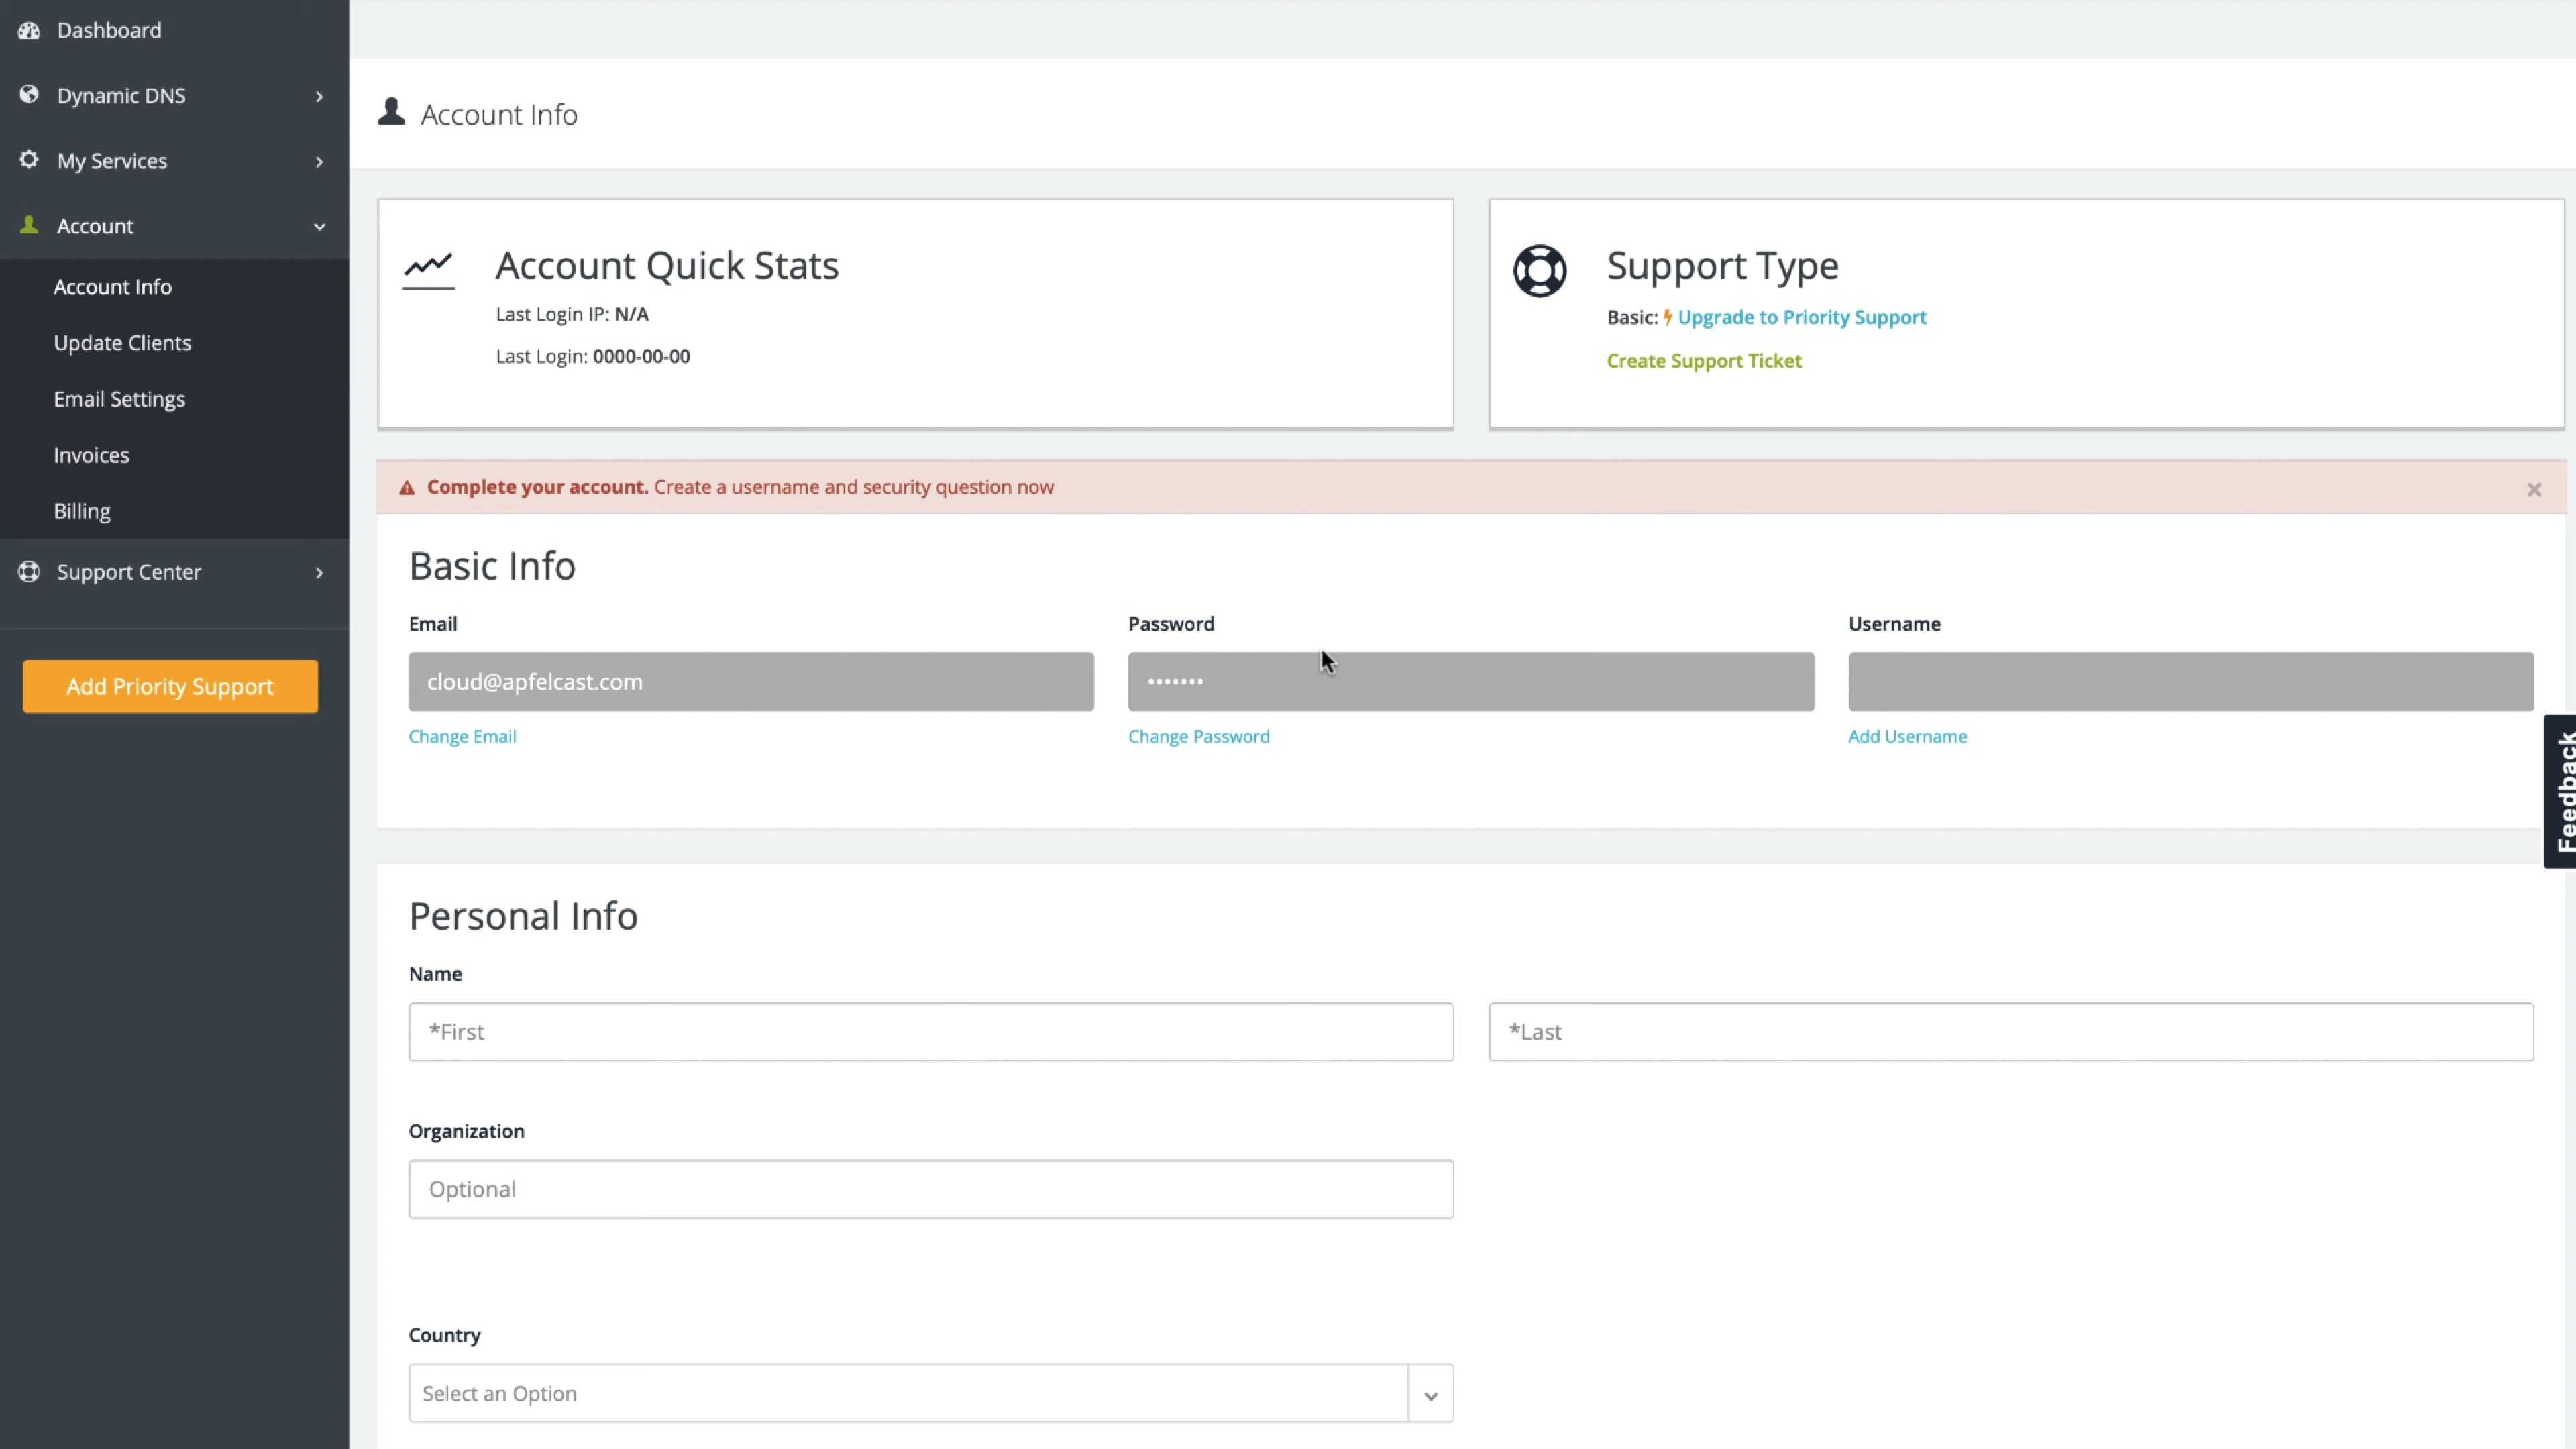 Dashboard
Dynamic DNS
My Services
Account
Account Info
Update Clients
Email Settings
Invoices
Billing
Support Center
Add Priority Support
Account Info
Account Quick Stats
Last Login IP: N/A
Last Login: 0000-00-00
Support Type
Basic: Upgrade to Priority Support
Create Support Ticket
Complete your account. Create a username and security question now
Basic Info
Email
Password
Username
cloud@apfelcast.com
•••••••
Change Email
Change Password
Add Username
Feedback
Personal Info
Name
*First
*Last
Organization
Optional
Country
Select an Option